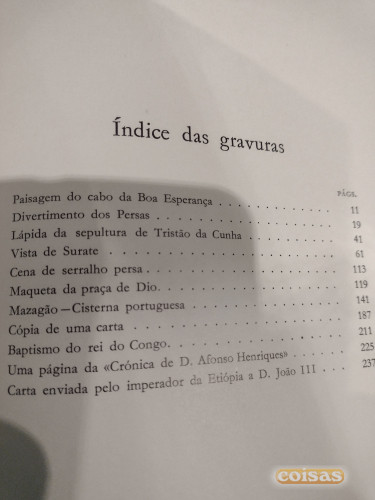 Índice das gravuras
PÁGS.
Paisagem do cabo da Boa Esperança . . . . . . . . . . . . 11
Divertimento dos Persas . . . . . . . . . . . . . . . . . 19
Lápida da sepultura de Tristão da Cunha . . . . . . . . . 41
Vista de Surate . . . . . . . . . . . . . . . . . . . . . 61
Cena de serralho persa . . . . . . . . . . . . . . . . . 113
Maqueta da praça de Dio. . . . . . . . . . . . . . . . . 119
Mazagão — Cisterna portuguesa . . . . . . . . . . . . . . 141
Cópia de uma carta . . . . . . . . . . . . . . . . . . . 187
Baptismo do rei do Congo. . . . . . . . . . . . . . . . . 211
Uma página da «Crónica de D. Afonso Henriques» . . . . . . 225
Carta enviada pelo imperador da Etiópia a D. João III . . . 237
coisas